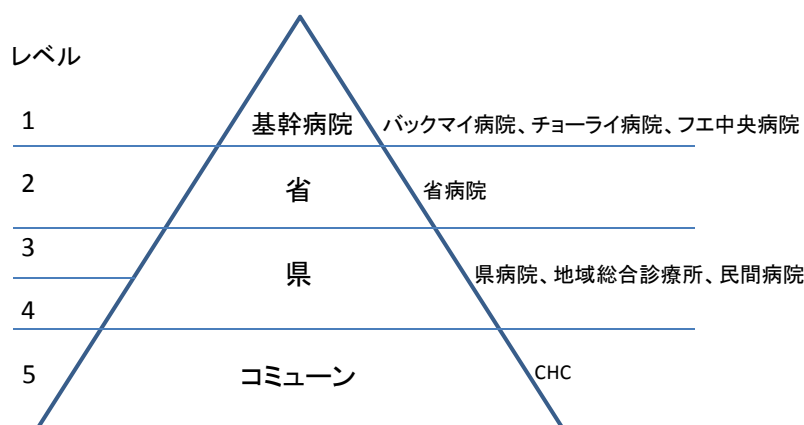 レベル
1 基幹病院 バックマイ病院、チョーライ病院、フエ中央病院
2 省 省病院
3
県 県病院、地域総合診療所、民間病院
4
5 コミューン CHC